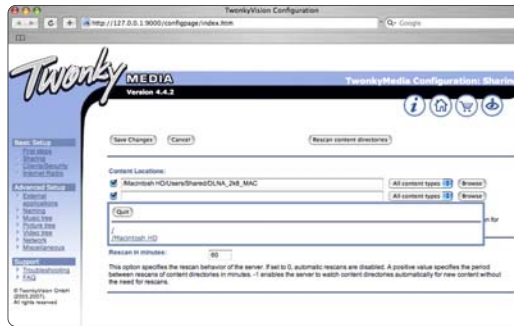 TwonkyVision Configuration
http://127.0.0.1:9000/configpage/index.htm
Google
Twonky MEDIA
Version 4.4.2
TwonkyMedia Configuration: Sharing
Save Changes
Cancel
Rescan content directories
Basic Setup
First steps
Sharing
Clients/Security
Internet Radio
Advanced Setup
External applications
Naming
Music tree
Picture tree
Video tree
Network
Miscellaneous
Support
Troubleshooting
FAQ
© TwonkyVision GmbH
(2003,2007),
All rights reserved
Content Locations:
/Macintosh HD/Users/Shared/DLNA_2k8_MAC
All content types
Browse
All content types
Browse
Quit
/
/Macintosh HD
on for
Rescan in minutes:
60
This option specifies the rescan behavior of the server. If set to 0, automatic rescans are disabled. A positive value specifies the period
between rescans of content directories in minutes. -1 enables the server to watch content directories automatically for new content without
the need for rescans.